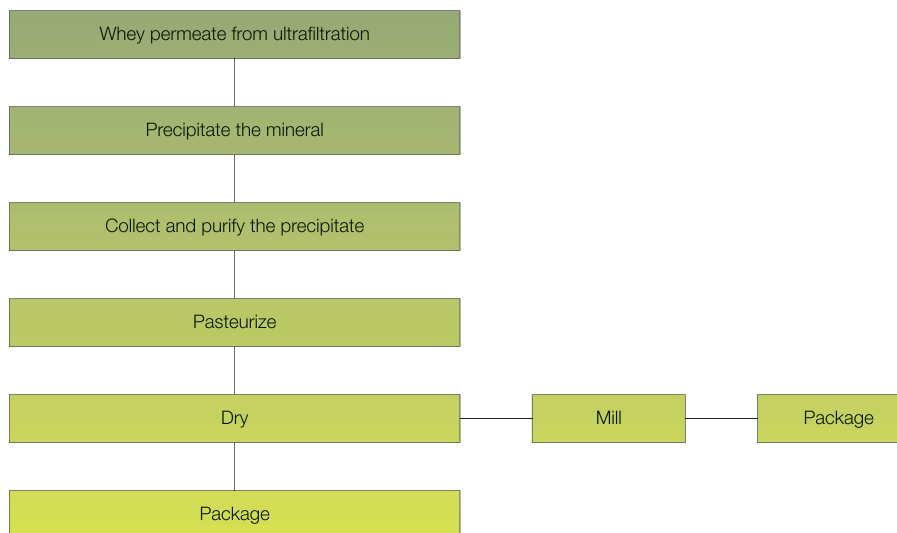 Whey permeate from ultrafiltration
Precipitate the mineral
Collect and purify the precipitate
Pasteurize
Dry
Mill
Package
Package